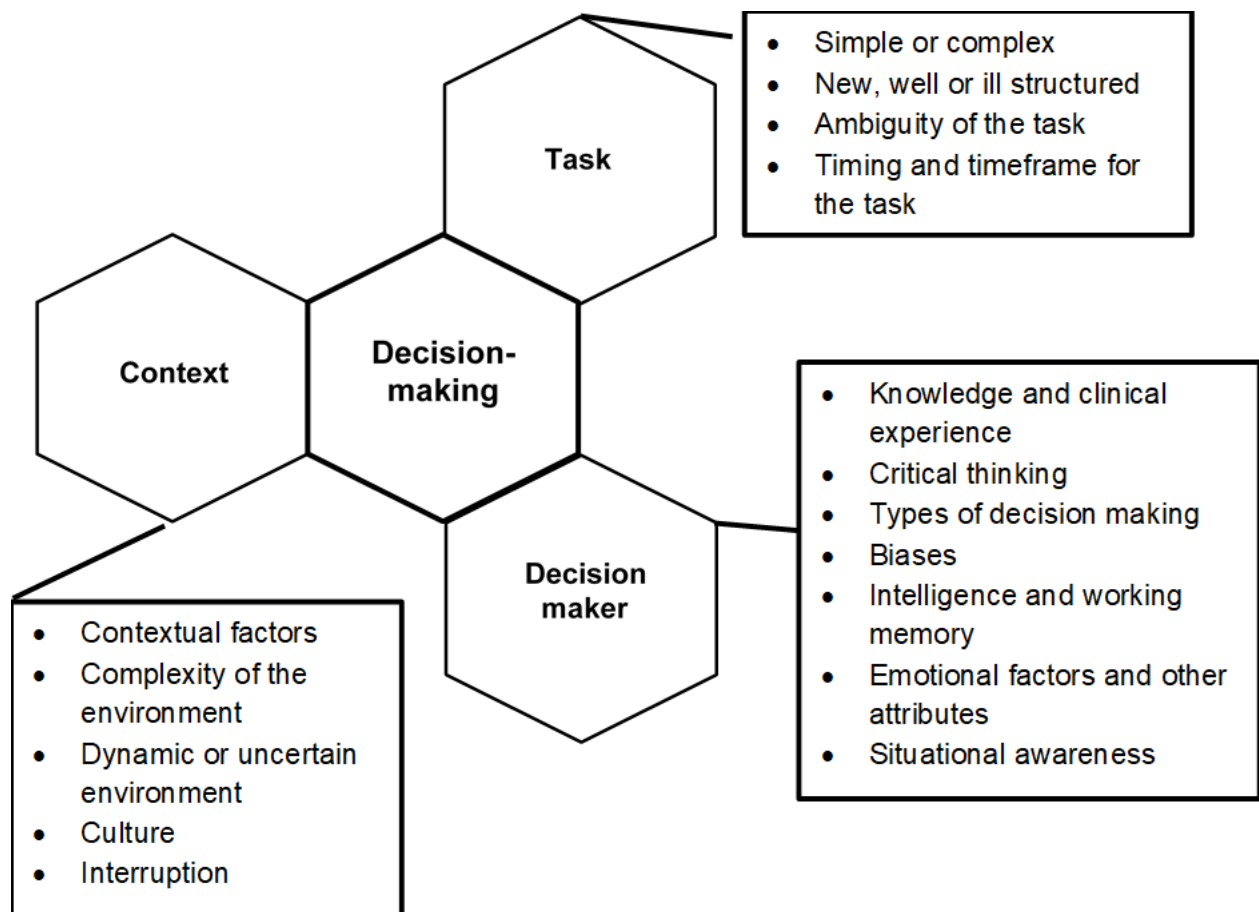 • Simple or complex
• New, well or ill structured
• Ambiguity of the task
• Timing and timeframe for
the task
Task
Context
Decision-
making
• Knowledge and clinical
experience
• Critical thinking
• Types of decision making
• Biases
• Intelligence and working
memory
• Emotional factors and other
attributes
• Situational awareness
Decision
maker
• Contextual factors
• Complexity of the
environment
• Dynamic or uncertain
environment
• Culture
• Interruption